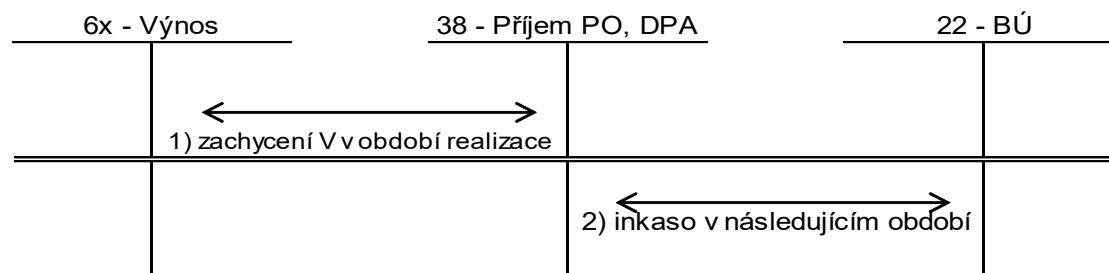 6x - Výnos 38 - Příjem PO, DPA 22 - BÚ
1) zachycení V v období realizace
2) inkaso v následujícím období